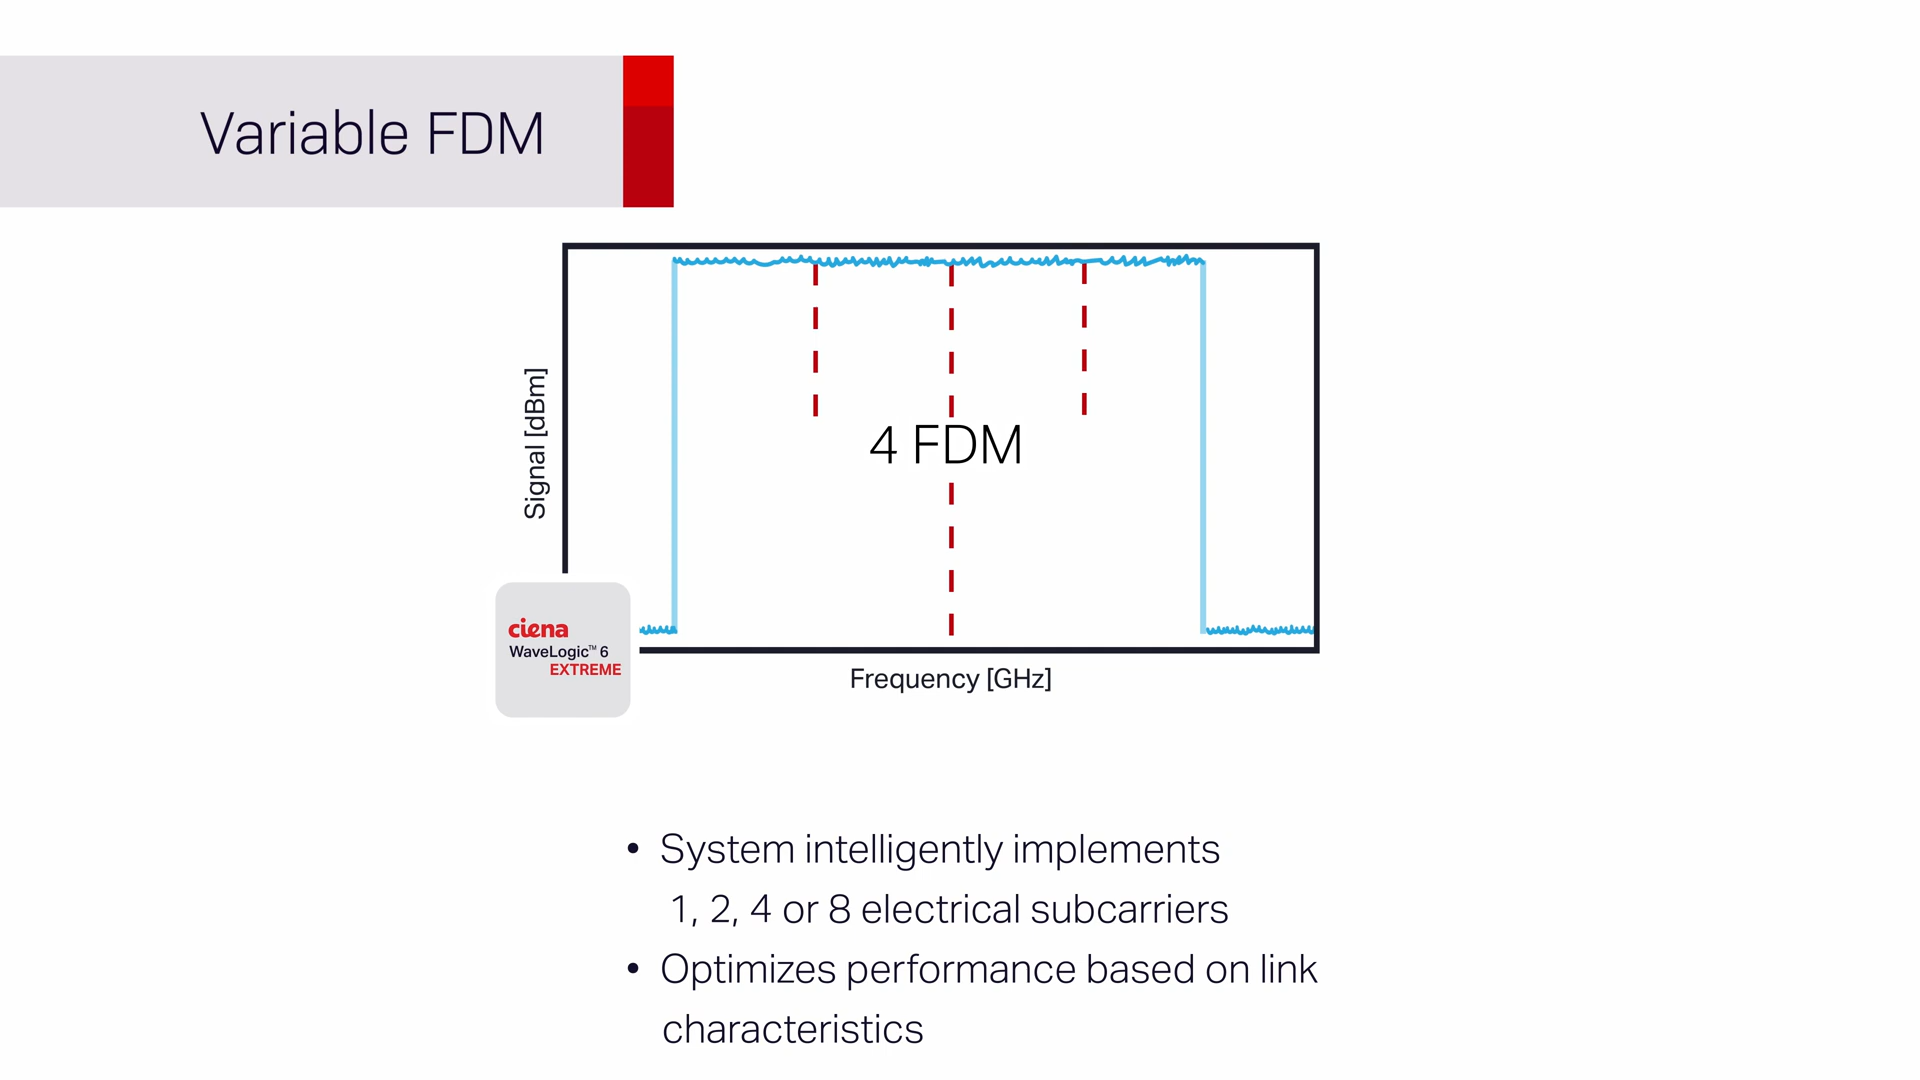 Variable FDM
Signal [dBm]
4 FDM
ciena
WaveLogic™ 6
EXTREME
Frequency [GHz]
• System intelligently implements
1, 2, 4 or 8 electrical subcarriers
• Optimizes performance based on link
characteristics